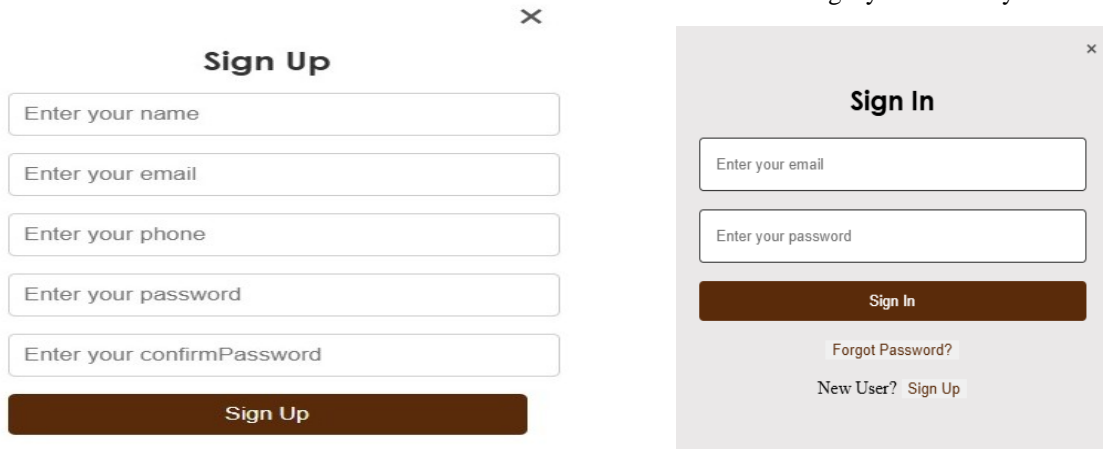 ×
Sign Up
Enter your name
Enter your email
Enter your phone
Enter your password
Enter your confirmPassword
Sign Up
×
Sign In
Enter your email
Enter your password
Sign In
Forgot Password?
New User? Sign Up